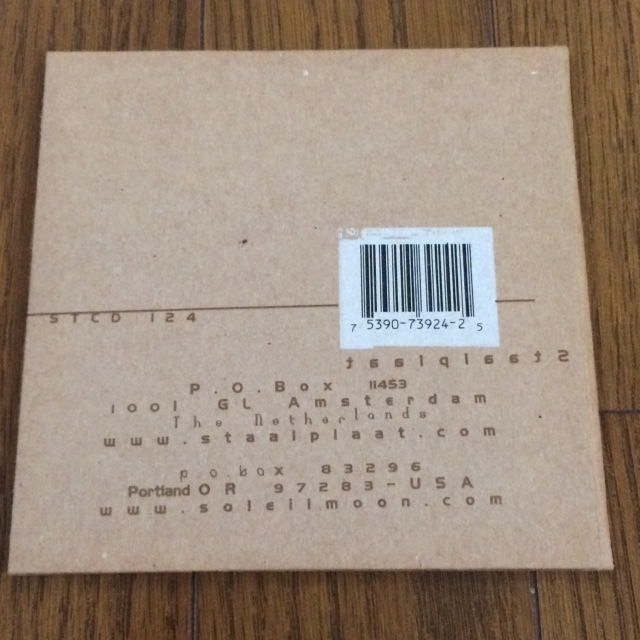 STCD 124
7 5390-73924-2 5
Staalplaat
P.O.Box 11453
1001 GL Amsterdam
The Netherlands
www.staalplaat.com
po box 83296
Portland OR 97283-USA
www.soleilmoon.com